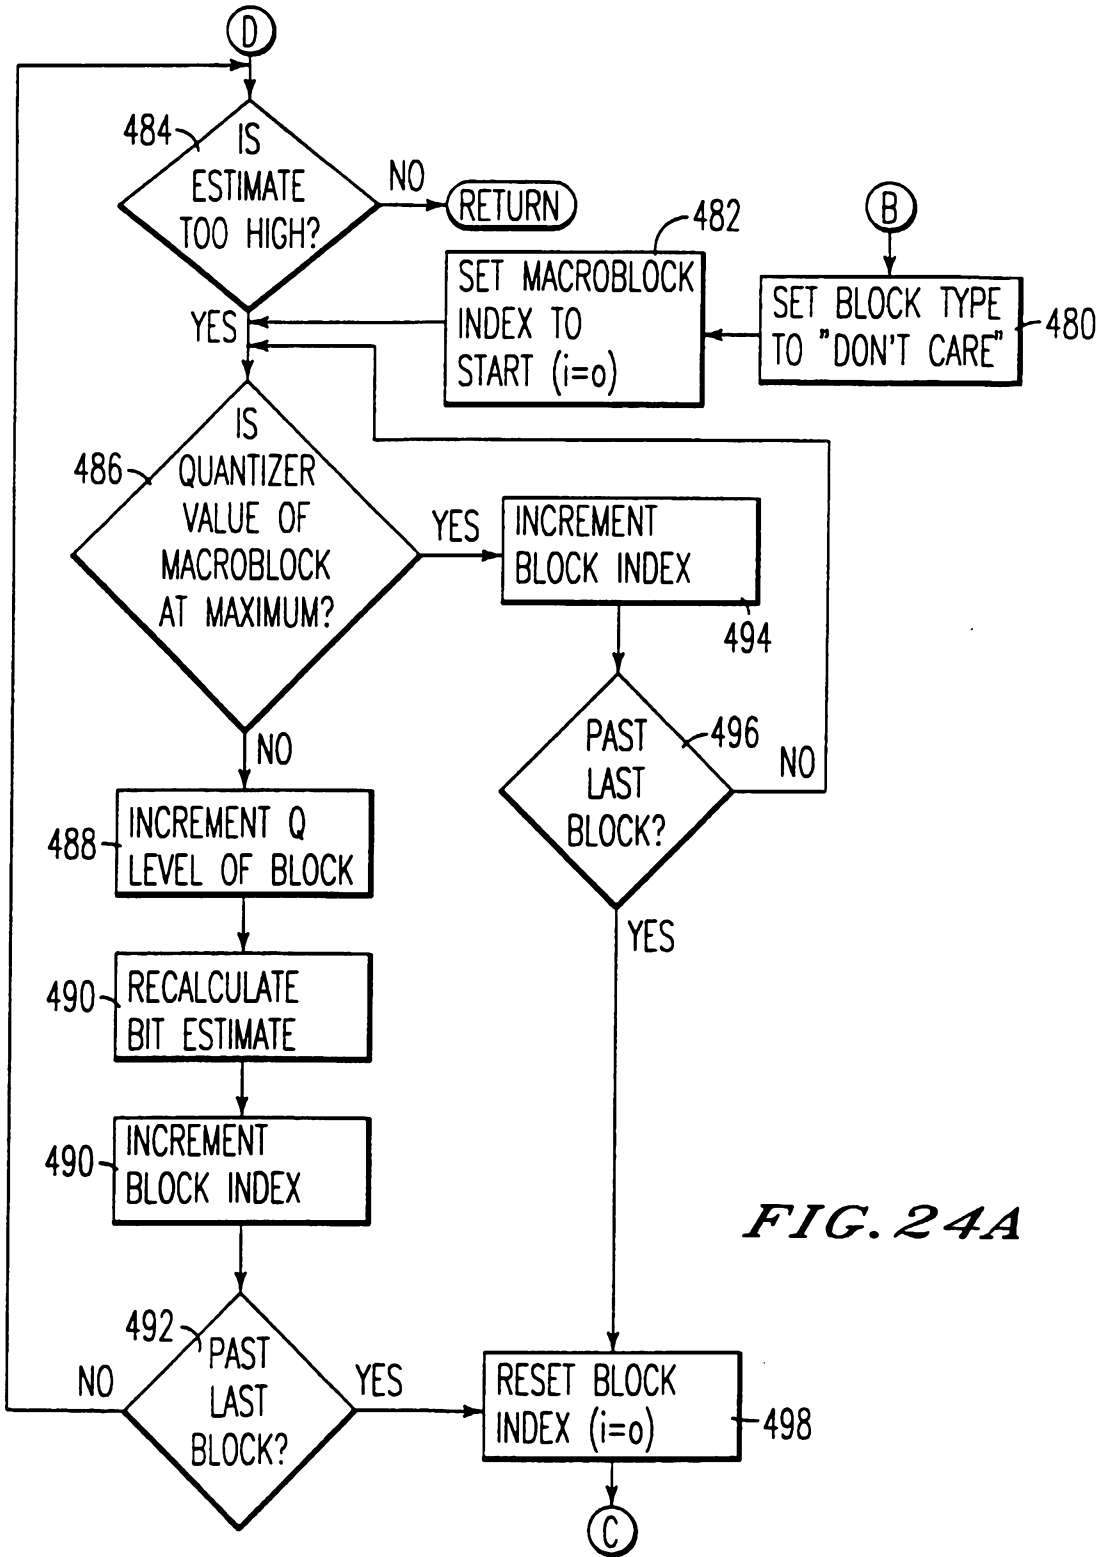 D
484
IS
ESTIMATE
TOO HIGH?
NO
RETURN
YES
482
SET MACROBLOCK
INDEX TO
START (i=o)
B
SET BLOCK TYPE
TO "DON'T CARE"
480
486
IS
QUANTIZER
VALUE OF
MACROBLOCK
AT MAXIMUM?
YES
INCREMENT
BLOCK INDEX
494
PAST
LAST
BLOCK?
496
NO
YES
NO
488
INCREMENT Q
LEVEL OF BLOCK
490
RECALCULATE
BIT ESTIMATE
490
INCREMENT
BLOCK INDEX
492
PAST
LAST
BLOCK?
NO
YES
RESET BLOCK
INDEX (i=o)
498
C
FIG. 24A